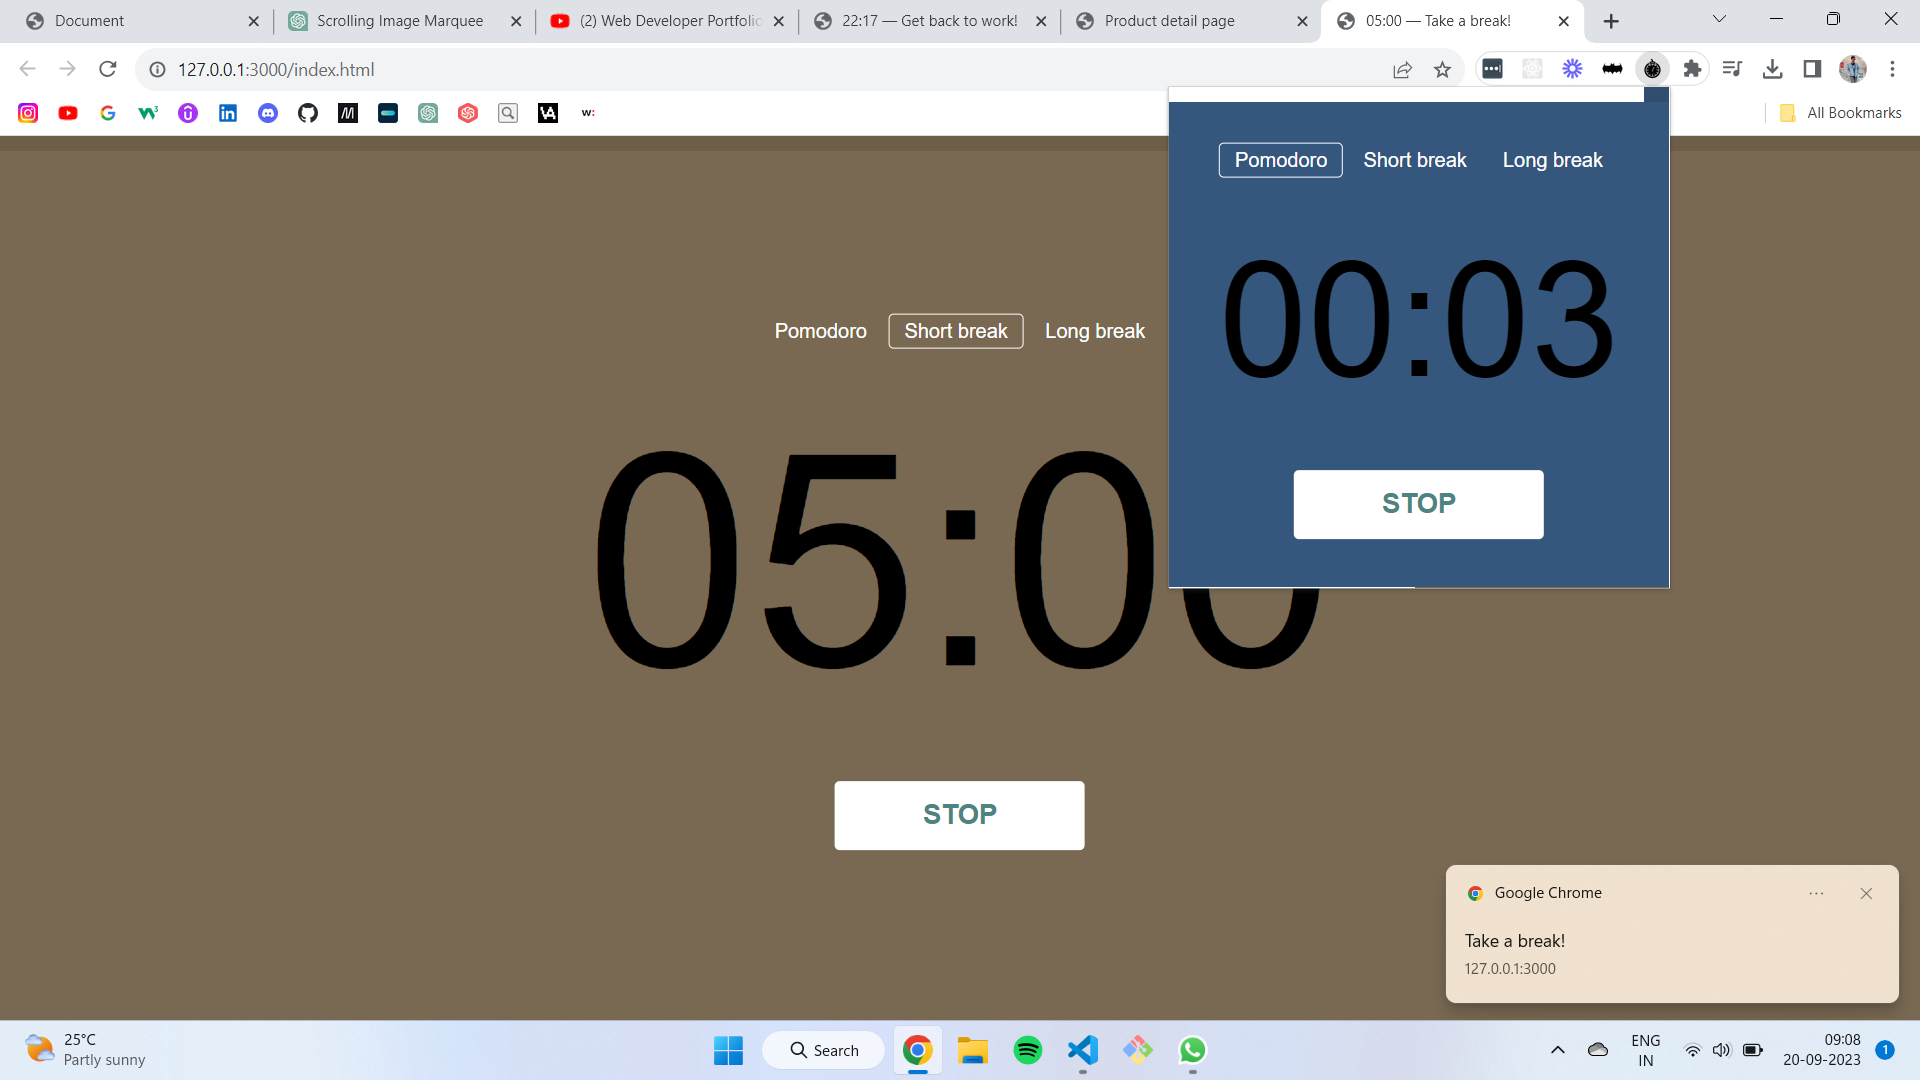 Document
Scrolling Image Marquee
(2) Web Developer Portfolio
22:17 — Get back to work!
Product detail page
05:00 — Take a break!
127.0.0.1:3000/index.html
All Bookmarks
Pomodoro Short break Long break
00:03
STOP
Pomodoro Short break Long break
05:00
STOP
Google Chrome
Take a break!
127.0.0.1:3000
25°C
Partly sunny
Search
ENG
IN
09:08
20-09-2023
1